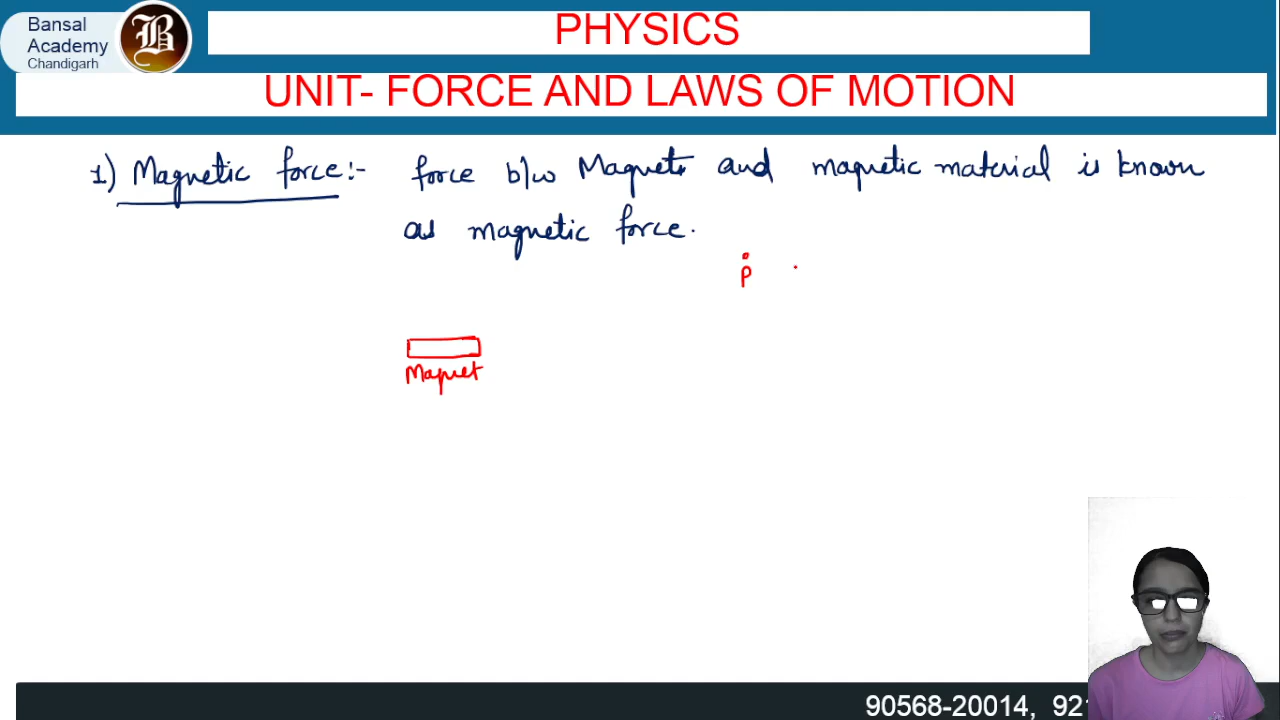 Bansal
Academy
Chandigarh
PHYSICS
UNIT- FORCE AND LAWS OF MOTION
1) Magnetic force:- force b/w Magnets and magnetic material is known
as magnetic force.
P
Magnet
90568-20014, 92